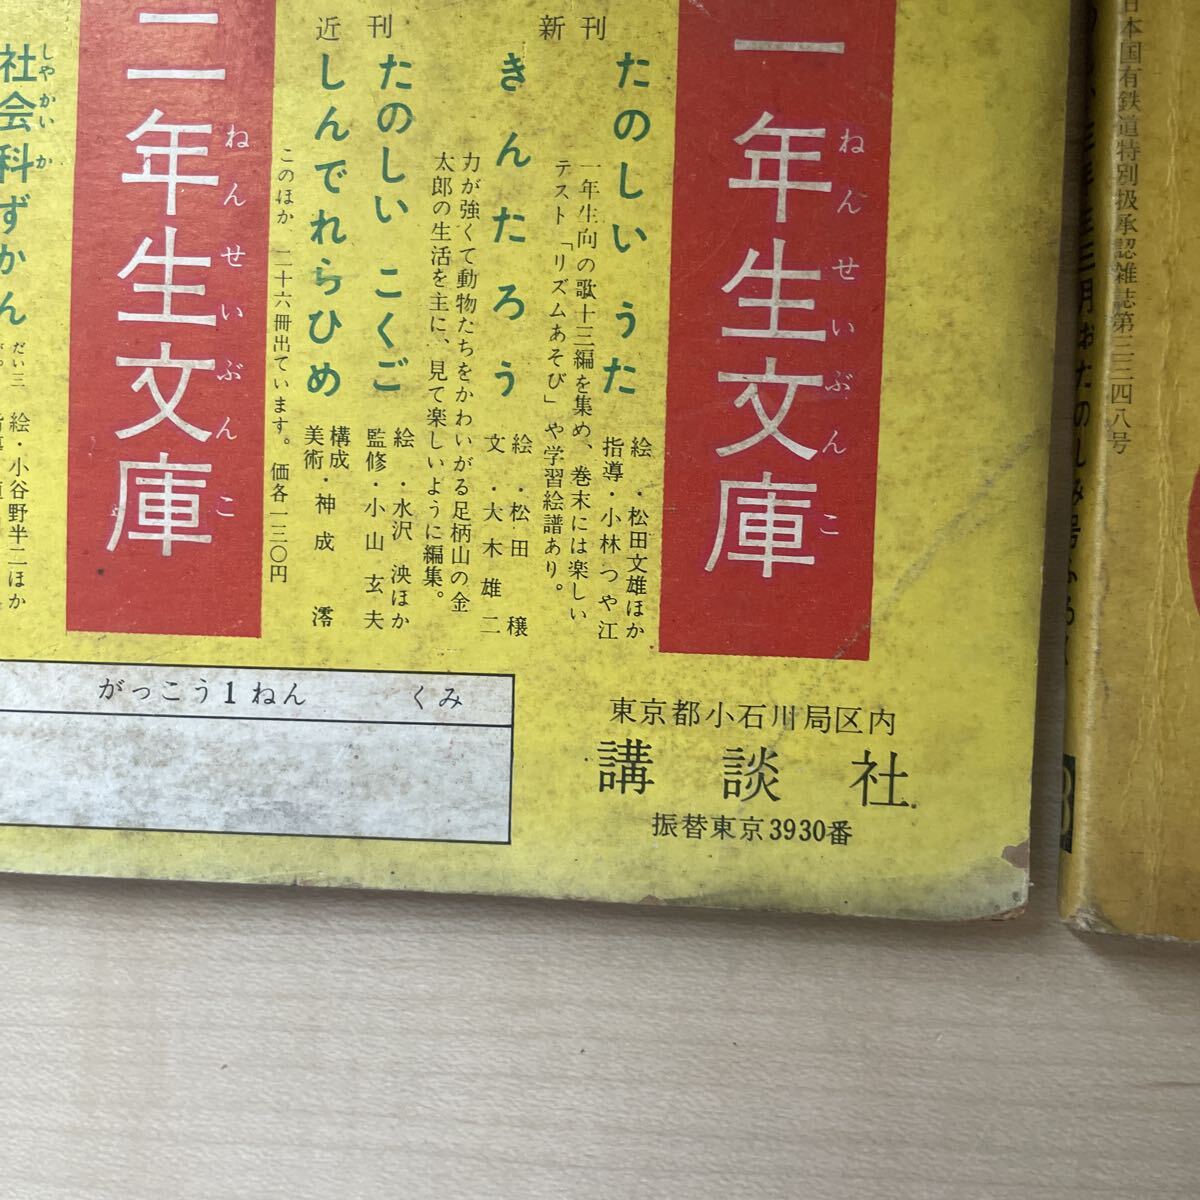 日本国有鉄道特別扱承認雑誌第三三四八号
一年生文庫
ねんせいぶんこ
新刊
たのしい うた
絵・松田文雄ほか
指導・小林つや江
一年生向の歌十三編を集め、巻末には楽しい
テスト「リズムあそび」や学習絵譜あり。
きんたろう
絵・松田 穣
文・大木雄二
力が強くて動物たちをかわいがる足柄山の金
太郎の生活を主に、見て楽しいように編集。
近刊
たのしい こくご
絵・水沢 泱ほか
監修・小山玄夫
しんでれらひめ
構成
美術・神成 澪
このほか、二十六冊出ています。価各一三〇円
二年生文庫
ねんせいぶんこ
社会科ずかん
しゃかいか
だい三
絵・小谷野半二ほか
がっこう1ねん くみ
東京都小石川局区内
講談社
振替東京3930番